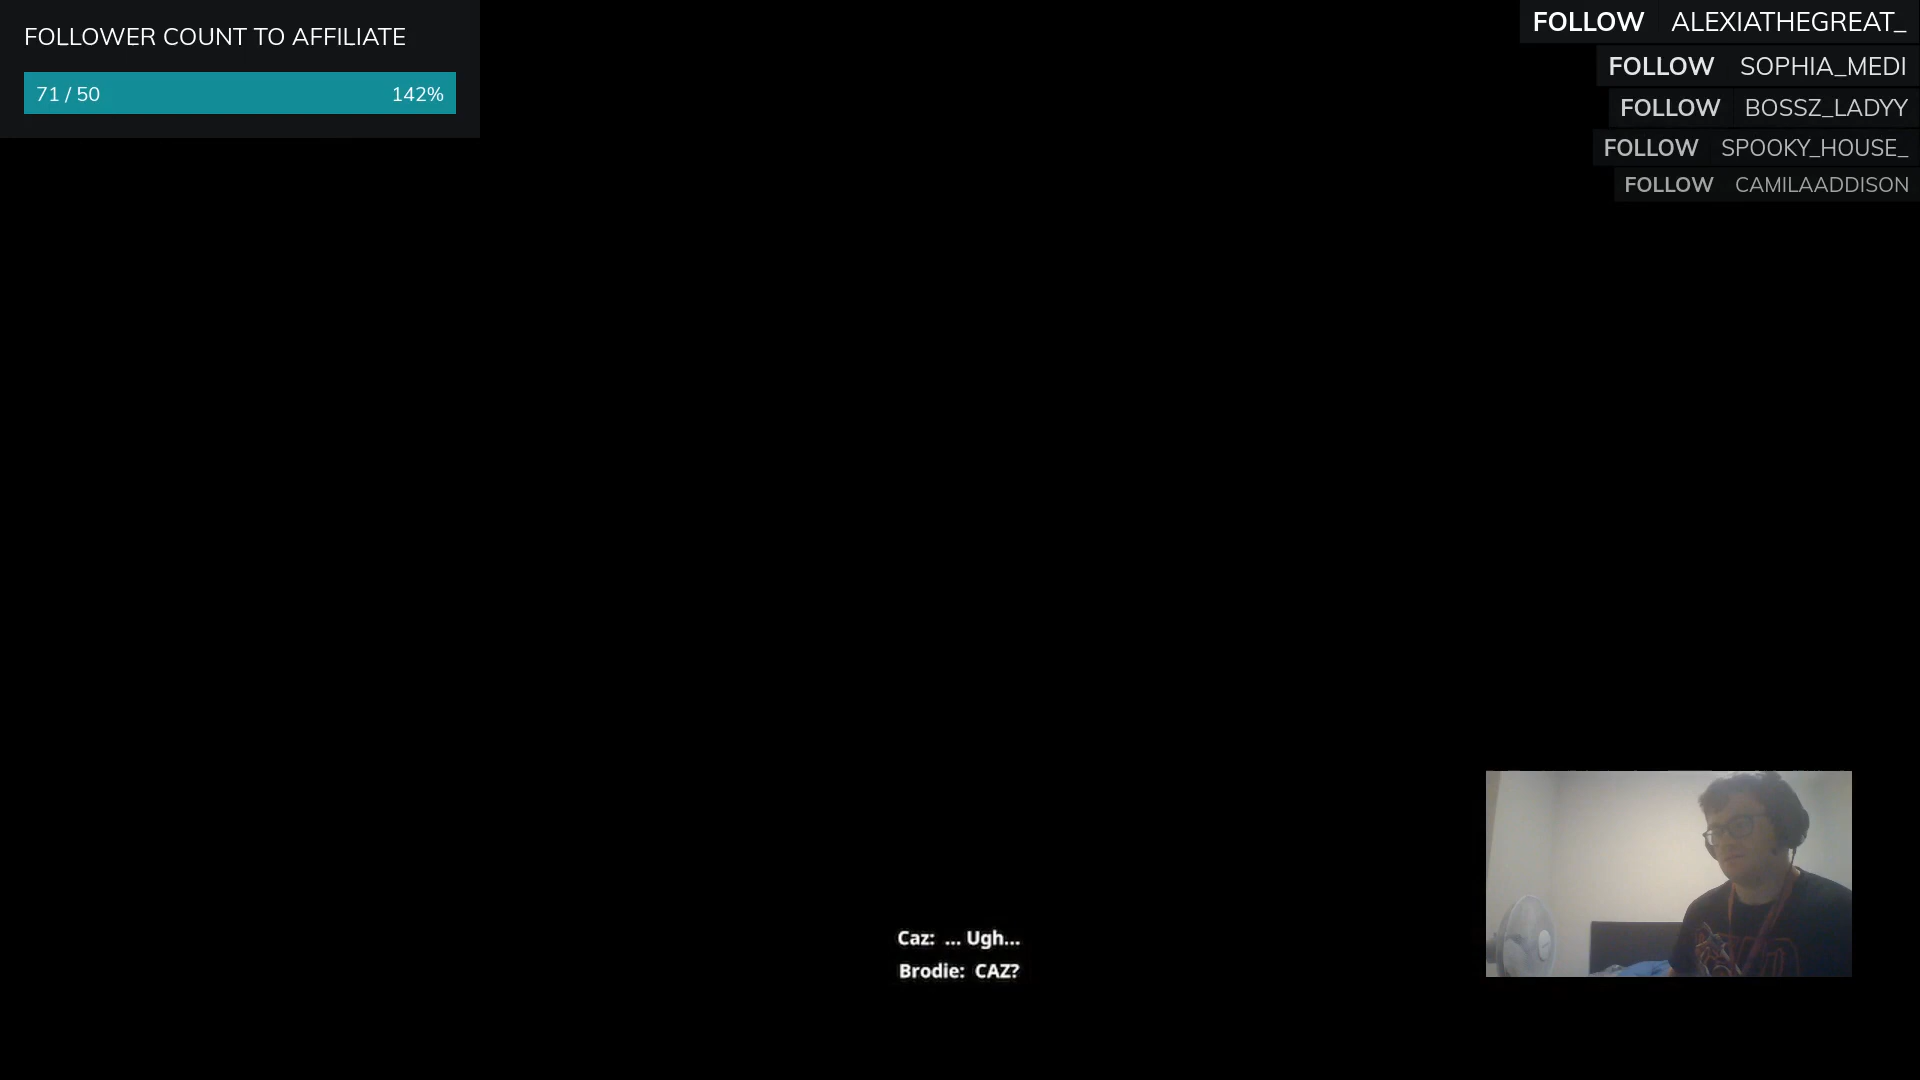 FOLLOWER COUNT TO AFFILIATE
71 / 50 142%
FOLLOW ALEXIATHEGREAT_
FOLLOW SOPHIA_MEDI
FOLLOW BOSSZ_LADYY
FOLLOW SPOOKY_HOUSE_
FOLLOW CAMILAADDISON
Caz: ... Ugh...
Brodie: CAZ?